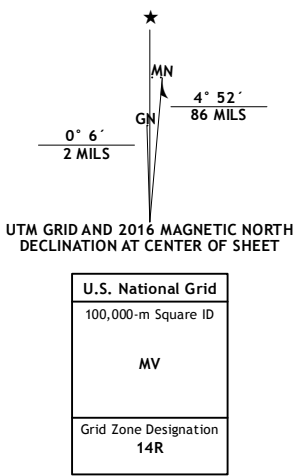 ★
MN
4° 52´
86 MILS
GN
0° 6´
2 MILS
UTM GRID AND 2016 MAGNETIC NORTH
DECLINATION AT CENTER OF SHEET
U.S. National Grid
100,000-m Square ID
MV
Grid Zone Designation
14R